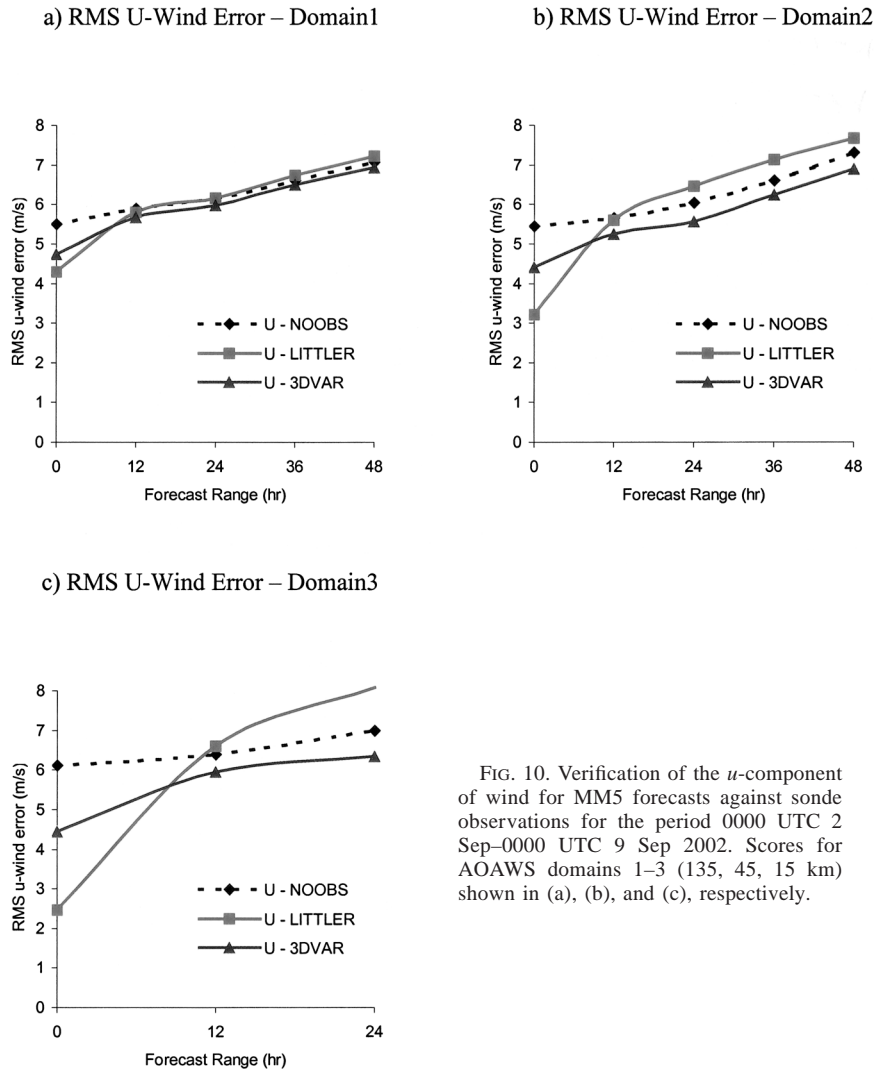 a) RMS U-Wind Error – Domain1
8
7
6
5
4
3
2
1
0
RMS u-wind error (m/s)
U - NOOBS
U - LITTLER
U - 3DVAR
0 12 24 36 48
Forecast Range (hr)
b) RMS U-Wind Error – Domain2
8
7
6
5
4
3
2
1
0
RMS u-wind error (m/s)
U - NOOBS
U - LITTLER
U - 3DVAR
0 12 24 36 48
Forecast Range (hr)
c) RMS U-Wind Error – Domain3
8
7
6
5
4
3
2
1
0
RMS u-wind error (m/s)
U - NOOBS
U - LITTLER
U - 3DVAR
0 12 24
Forecast Range (hr)
FIG. 10. Verification of the u-component
of wind for MM5 forecasts against sonde
observations for the period 0000 UTC 2
Sep–0000 UTC 9 Sep 2002. Scores for
AOAWS domains 1–3 (135, 45, 15 km)
shown in (a), (b), and (c), respectively.